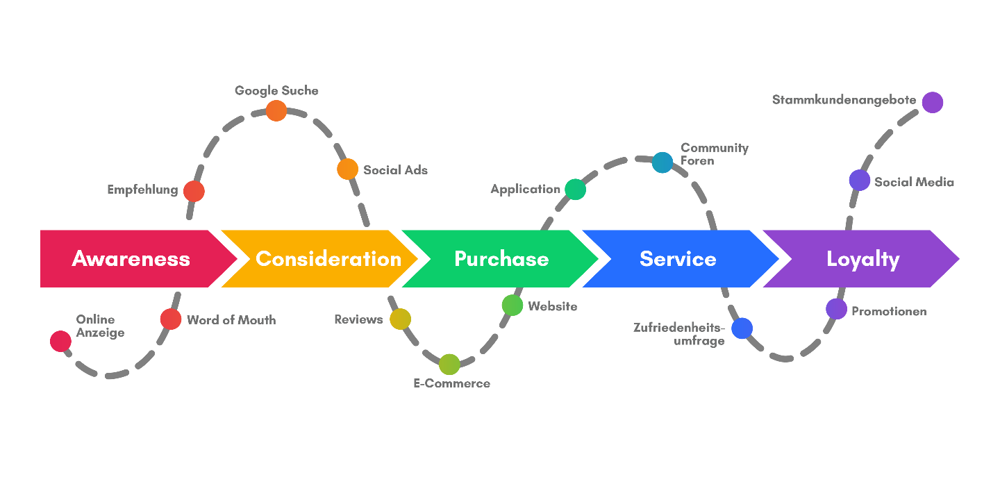 Google Suche
Stammkundenangebote
Community
Foren
Social Ads
Empfehlung
Application
Social Media
Awareness
Consideration
Purchase
Service
Loyalty
Online
Anzeige
Word of Mouth
Reviews
Website
Zufriedenheits-
umfrage
Promotionen
E-Commerce